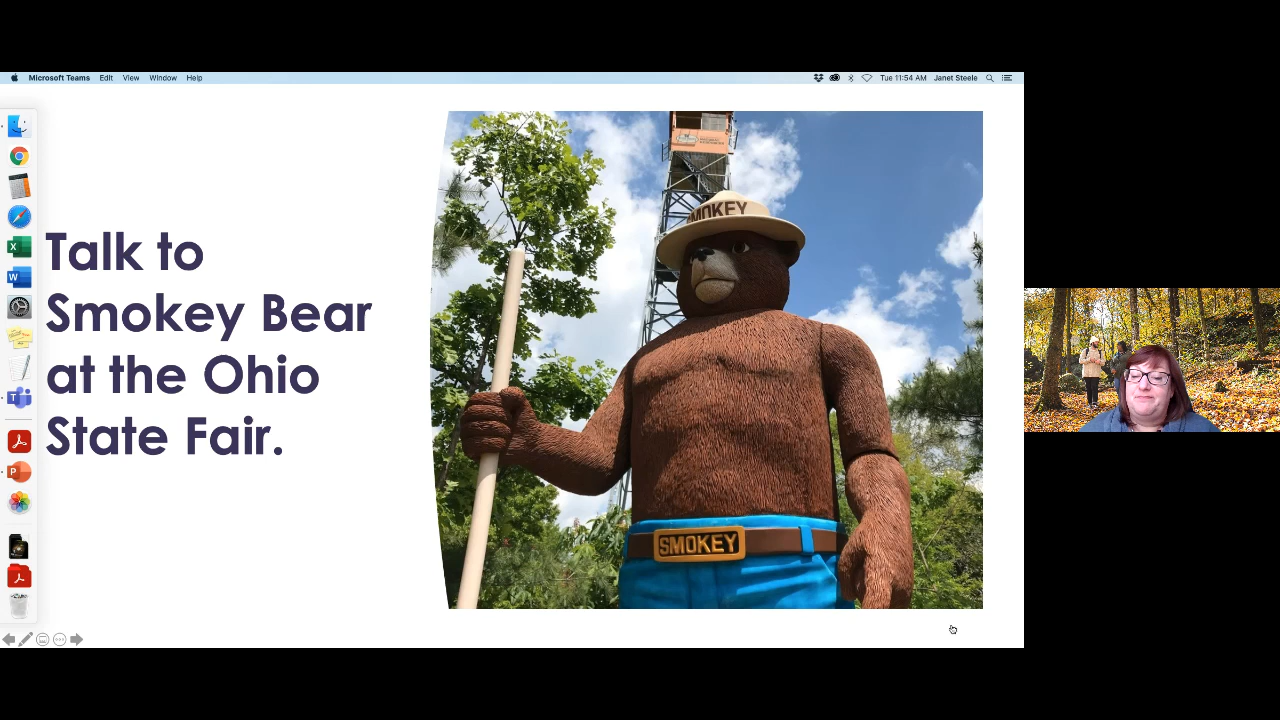 Microsoft Teams Edit View Window Help
Tue 11:54 AM Janet Steele
Talk to
Smokey Bear
at the Ohio
State Fair.
SMOKEY
SMOKEY